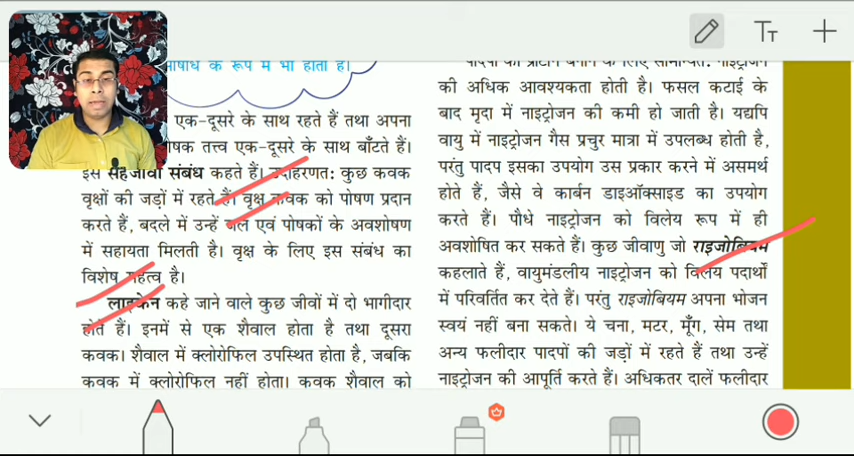 षाधि के रूप में भी होता है।
एक-दूसरे के साथ रहते हैं तथा अपना
षक तत्त्व एक-दूसरे के साथ बाँटते हैं।
इस सहजीवी संबंध कहते हैं। उदाहरणत: कुछ कवक
वृक्षों की जड़ों में रहते हैं। वृक्ष कवक को पोषण प्रदान
करते हैं, बदले में उन्हें जल एवं पोषकों के अवशोषण
में सहायता मिलती है। वृक्ष के लिए इस संबंध का
विशेष महत्व है।
लाइकेन कहे जाने वाले कुछ जीवों में दो भागीदार
होते हैं। इनमें से एक शैवाल होता है तथा दूसरा
कवक। शैवाल में क्लोरोफिल उपस्थित होता है, जबकि
कवक में क्लोरोफिल नहीं होता। कवक शैवाल को
पादपों को प्रोटीन बनाने के लिए सामान्यत: नाइट्रोजन
की अधिक आवश्यकता होती है। फसल कटाई के
बाद मृदा में नाइट्रोजन की कमी हो जाती है। यद्यपि
वायु में नाइट्रोजन गैस प्रचुर मात्रा में उपलब्ध होती है,
परंतु पादप इसका उपयोग उस प्रकार करने में असमर्थ
होते हैं, जैसे वे कार्बन डाइऑक्साइड का उपयोग
करते हैं। पौधे नाइट्रोजन को विलेय रूप में ही
अवशोषित कर सकते हैं। कुछ जीवाणु जो राइजोबियम
कहलाते हैं, वायुमंडलीय नाइट्रोजन को विलेय पदार्थों
में परिवर्तित कर देते हैं। परंतु राइजोबियम अपना भोजन
स्वयं नहीं बना सकते। ये चना, मटर, मूँग, सेम तथा
अन्य फलीदार पादपों की जड़ों में रहते हैं तथा उन्हें
नाइट्रोजन की आपूर्ति करते हैं। अधिकतर दालें फलीदार